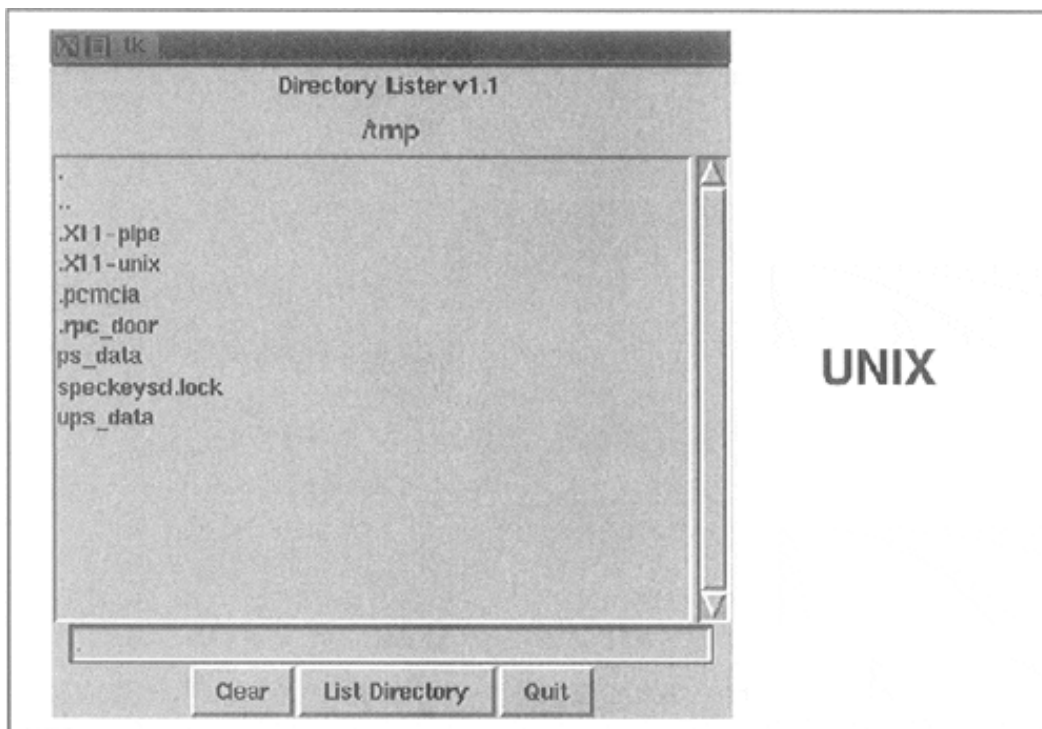 tk
Directory Lister v1.1
/tmp
.
..
.X11-pipe
.X11-unix
.pcmcia
.rpc_door
ps_data
speckeysd.lock
ups_data
UNIX
.
Clear List Directory Quit